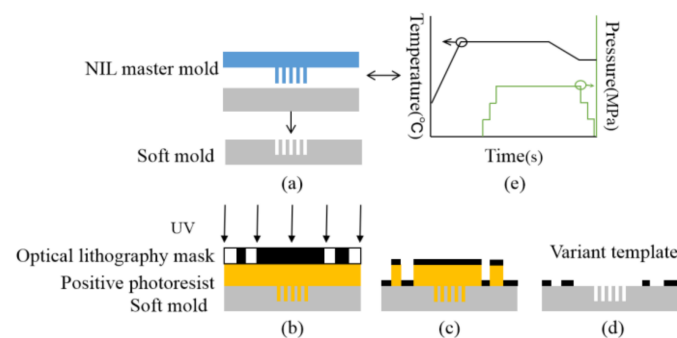 NIL master mold
Soft mold
(a)
Temperature(℃)
Pressure(MPa)
Time(s)
(e)
UV
Optical lithography mask
Positive photoresist
Soft mold
(b)
(c)
Variant template
(d)